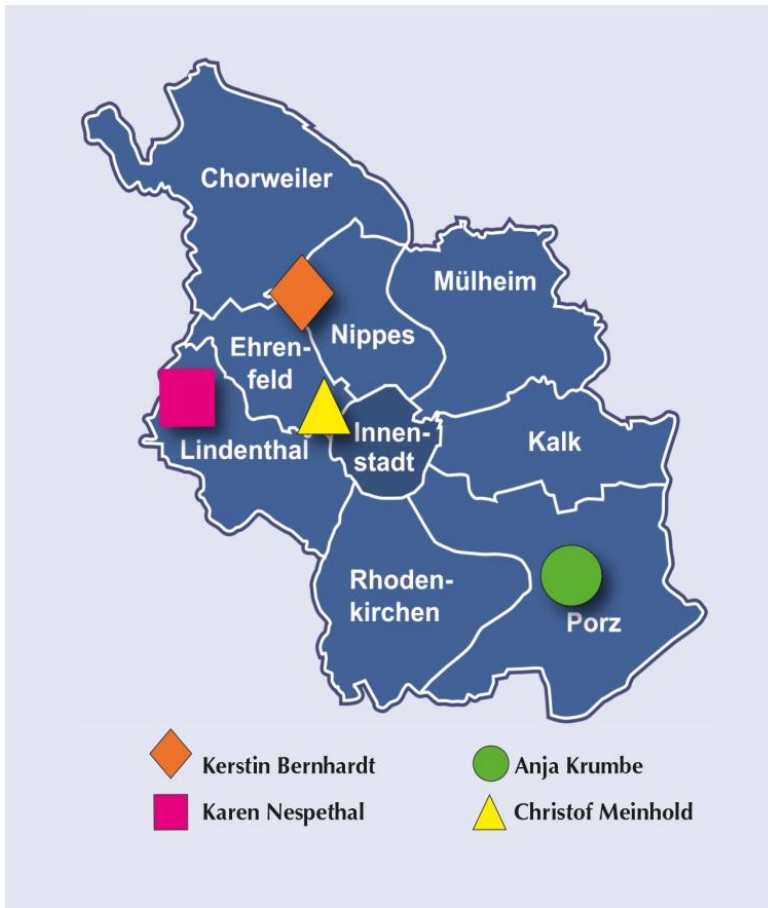 Chorweiler
Mülheim
Nippes
Ehren-
feld
Innen-
stadt
Lindenthal
Kalk
Rhoden-
kirchen
Porz
Kerstin Bernhardt
Anja Krumbe
Karen Nespethal
Christof Meinhold